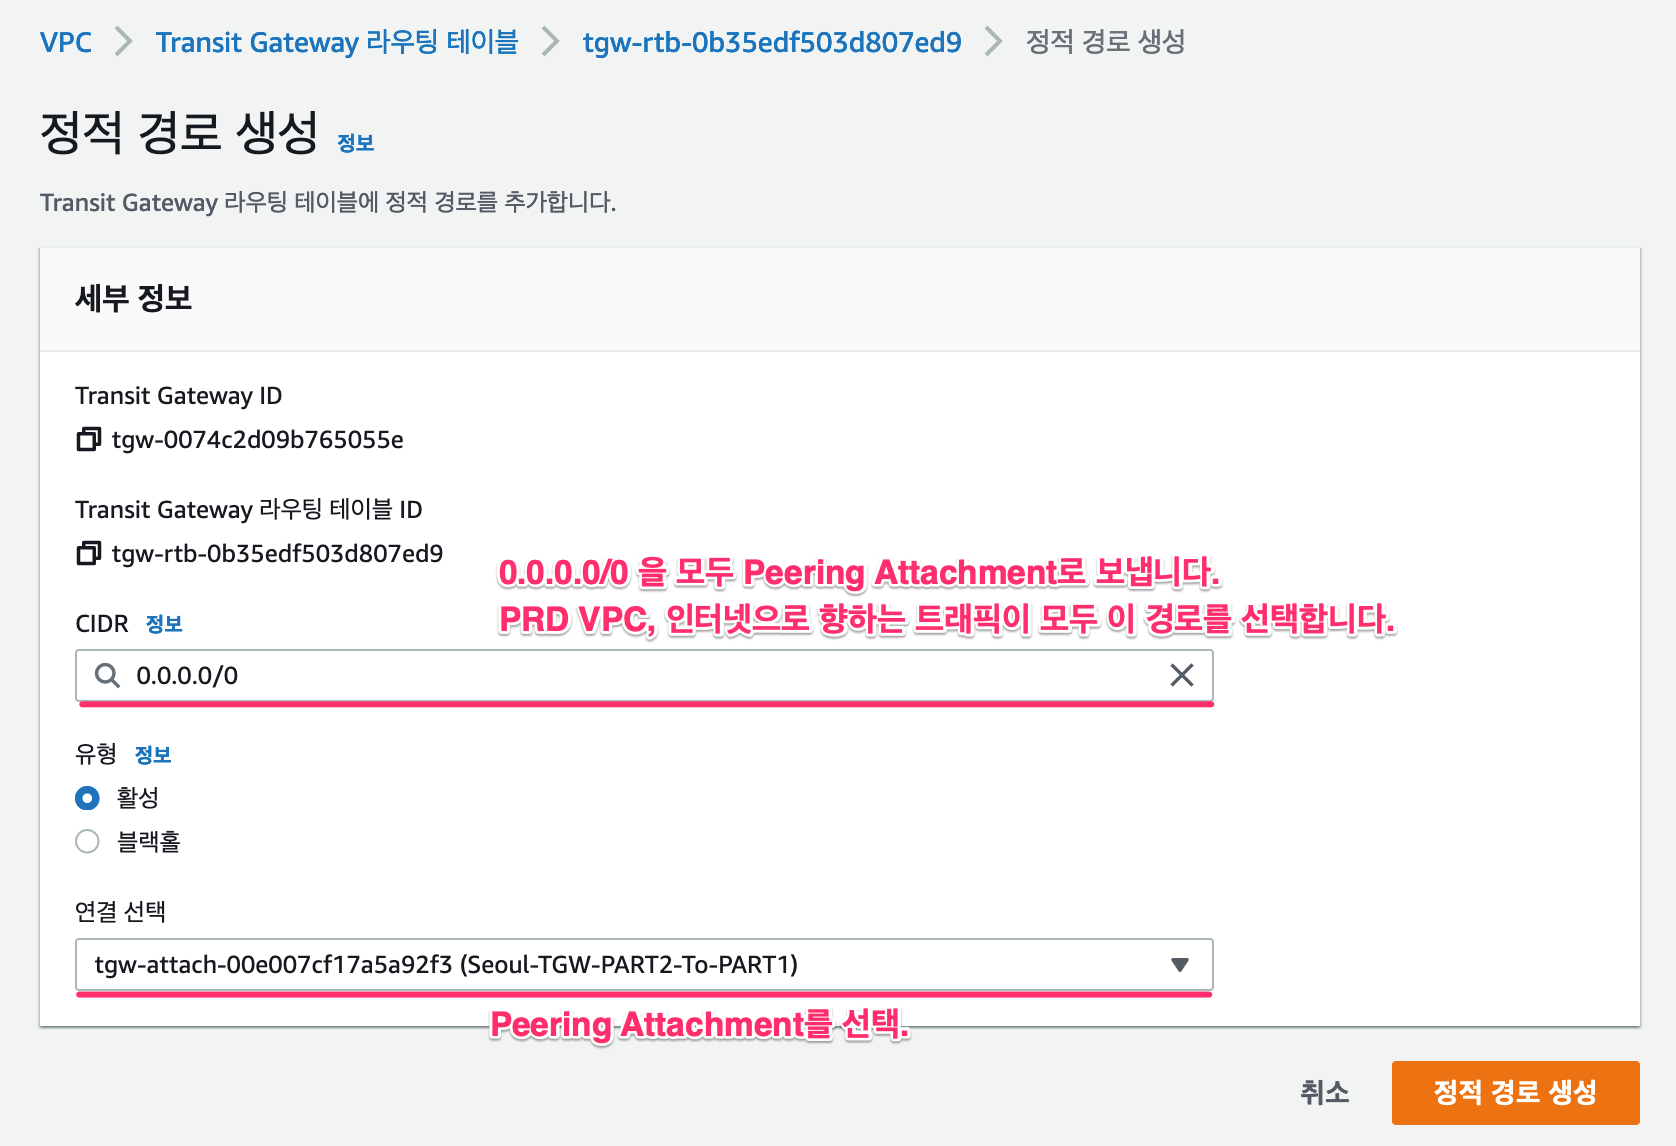 VPC > Transit Gateway 라우팅 테이블 > tgw-rtb-0b35edf503d807ed9 > 정적 경로 생성
정적 경로 생성 정보
Transit Gateway 라우팅 테이블에 정적 경로를 추가합니다.
세부 정보
Transit Gateway ID
tgw-0074c2d09b765055e
Transit Gateway 라우팅 테이블 ID
tgw-rtb-0b35edf503d807ed9
0.0.0.0/0 을 모두 Peering Attachment로 보냅니다.
PRD VPC, 인터넷으로 향하는 트래픽이 모두 이 경로를 선택합니다.
CIDR 정보
0.0.0.0/0
유형 정보
활성
블랙홀
연결 선택
tgw-attach-00e007cf17a5a92f3 (Seoul-TGW-PART2-To-PART1)
Peering Attachment를 선택.
취소
정적 경로 생성